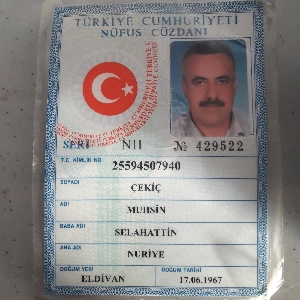 TÜRKİYE CUMHURİYETİ
NÜFUS CÜZDANI
SERİ N11 № 429522
T.C. KİMLİK NO. 25594507940
SOYADI
ÇEKİÇ
ADI
MUHSİN
BABA ADI
SELAHATTİN
ANA ADI
NURİYE
DOĞUM YERİ DOĞUM TARİHİ
ELDİVAN 17.06.1967